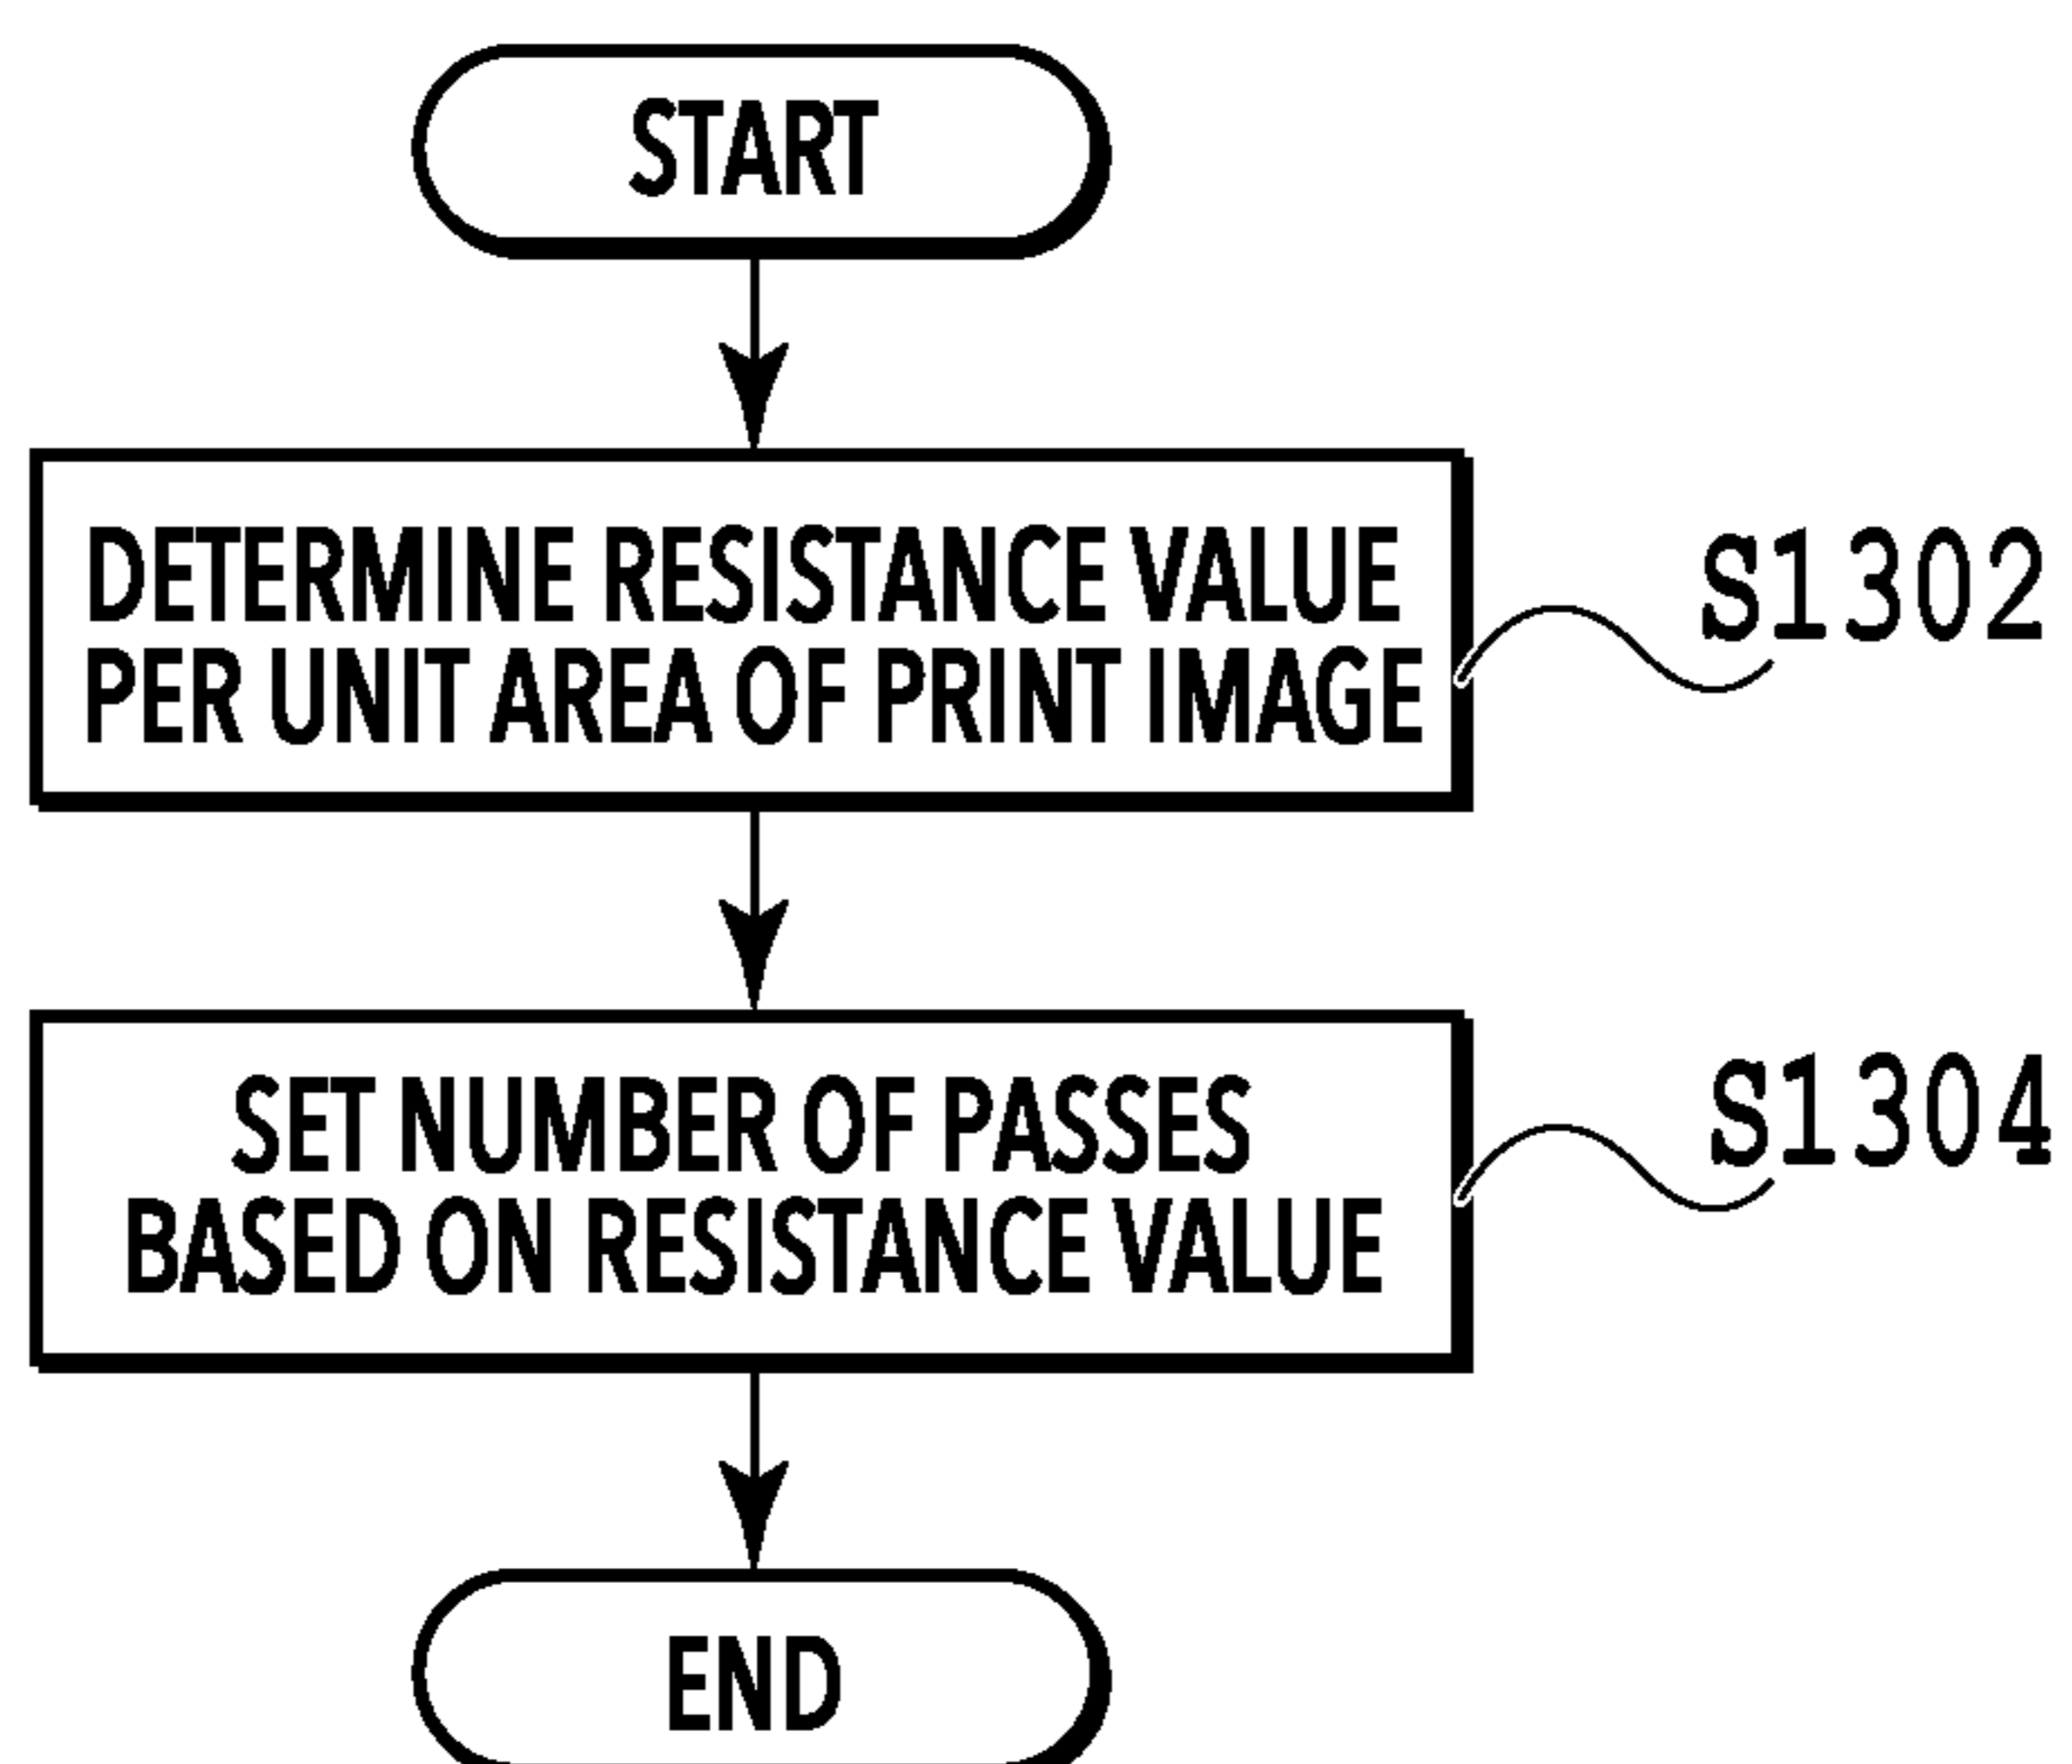 START
DETERMINE RESISTANCE VALUE
PER UNIT AREA OF PRINT IMAGE
S1302
SET NUMBER OF PASSES
BASED ON RESISTANCE VALUE
S1304
END